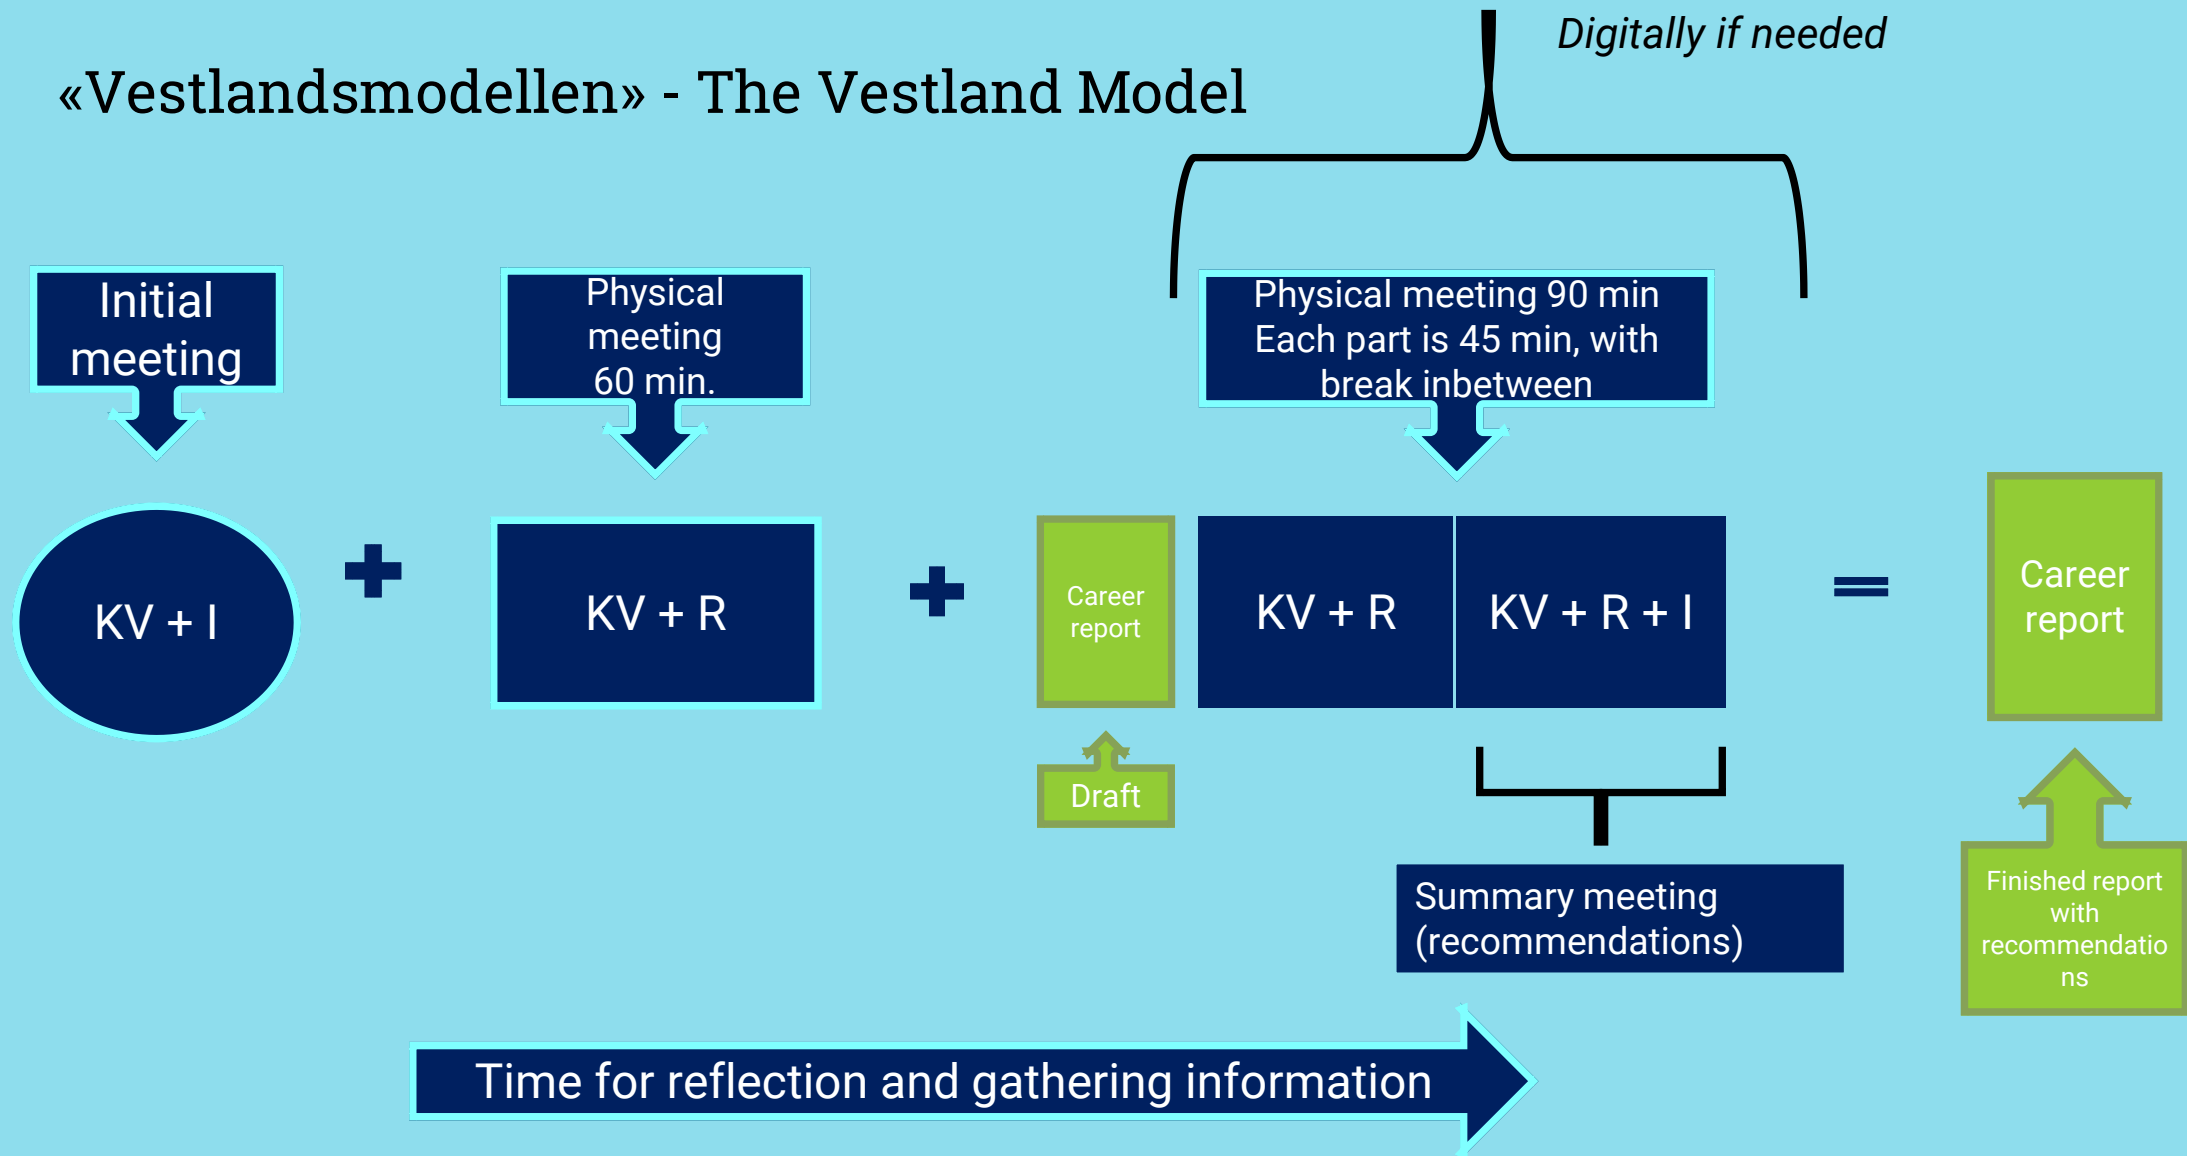 Digitally if needed
«Vestlandsmodellen» - The Vestland Model
Initial
meeting
Physical
meeting
60 min.
Physical meeting 90 min
Each part is 45 min, with
break inbetween
KV + I
KV + R
Career
report
KV + R
KV + R + I
Career
report
Draft
Summary meeting
(recommendations)
Finished report
with
recommendatio
ns
Time for reflection and gathering information